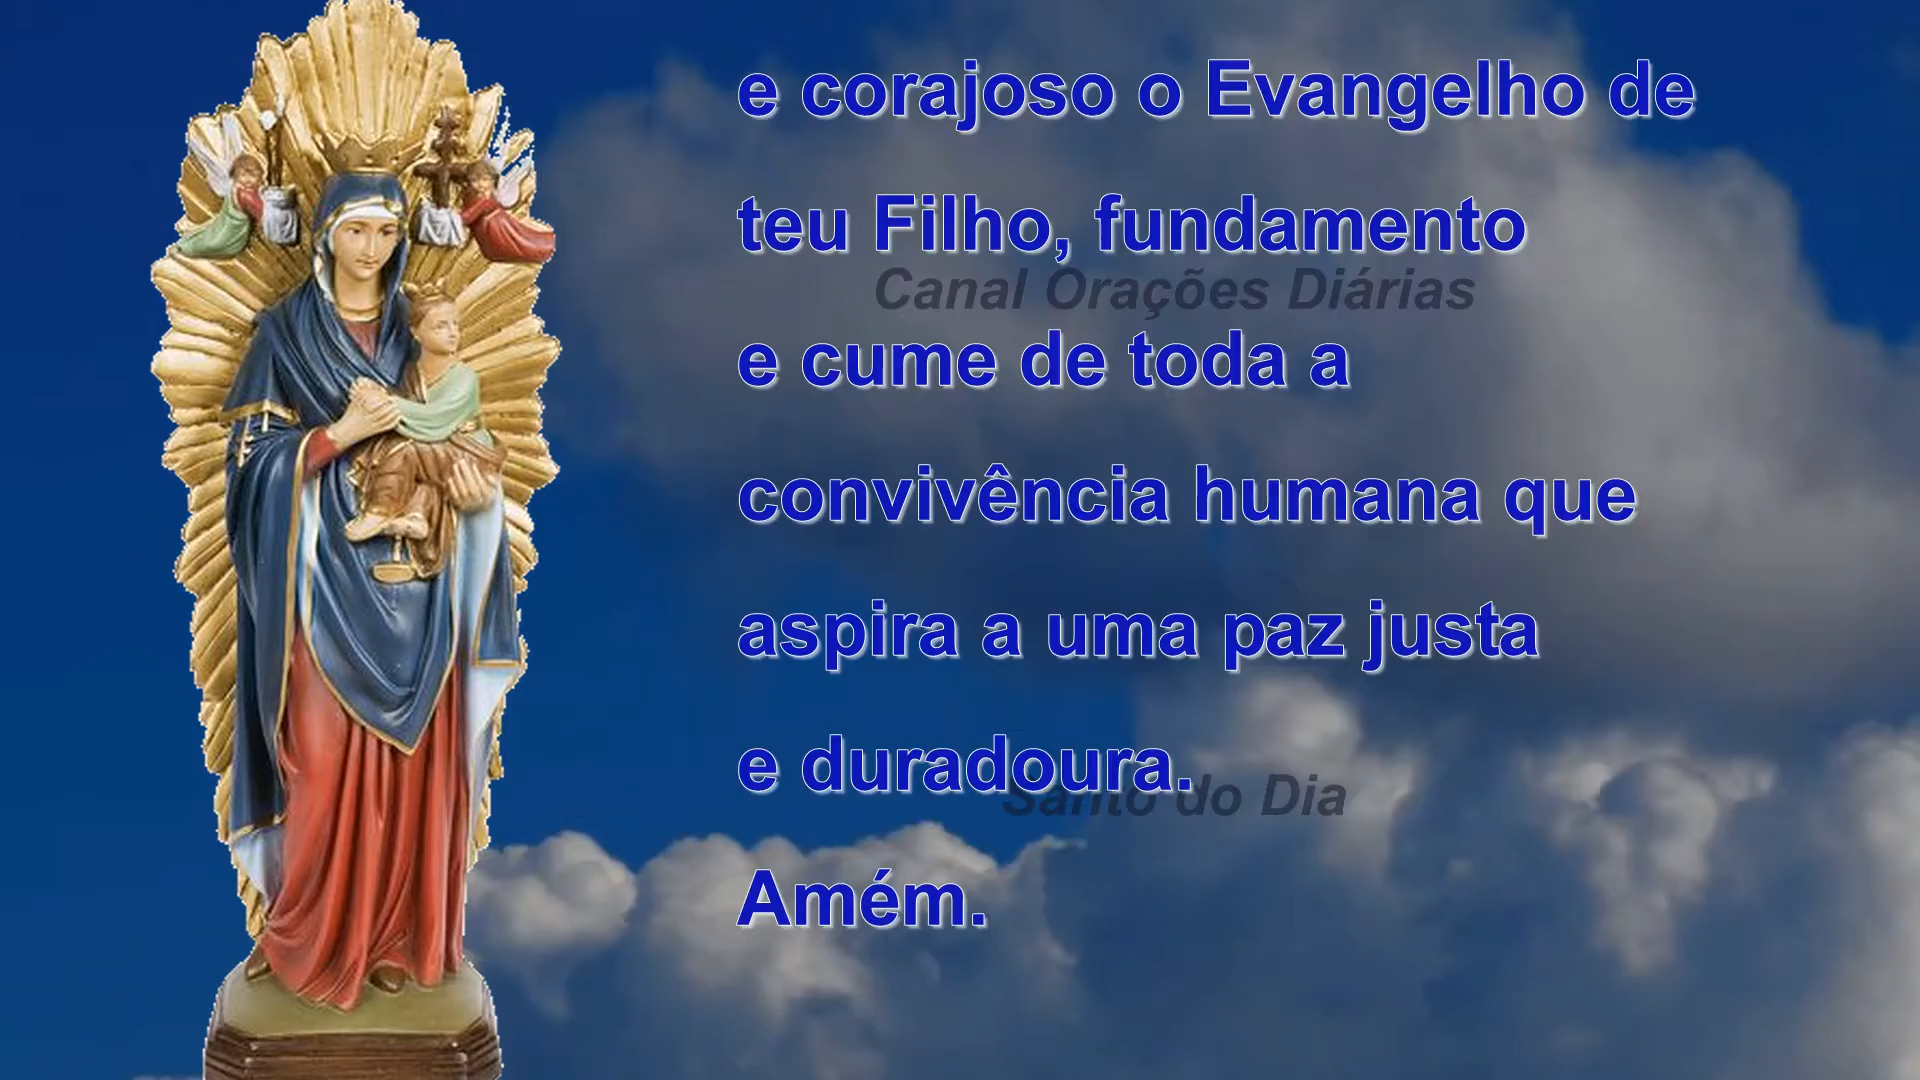 e corajoso o Evangelho de
teu Filho, fundamento
Canal Orações Diárias
e cume de toda a
convivência humana que
aspira a uma paz justa
e duradoura.
Santo do Dia
Amém.